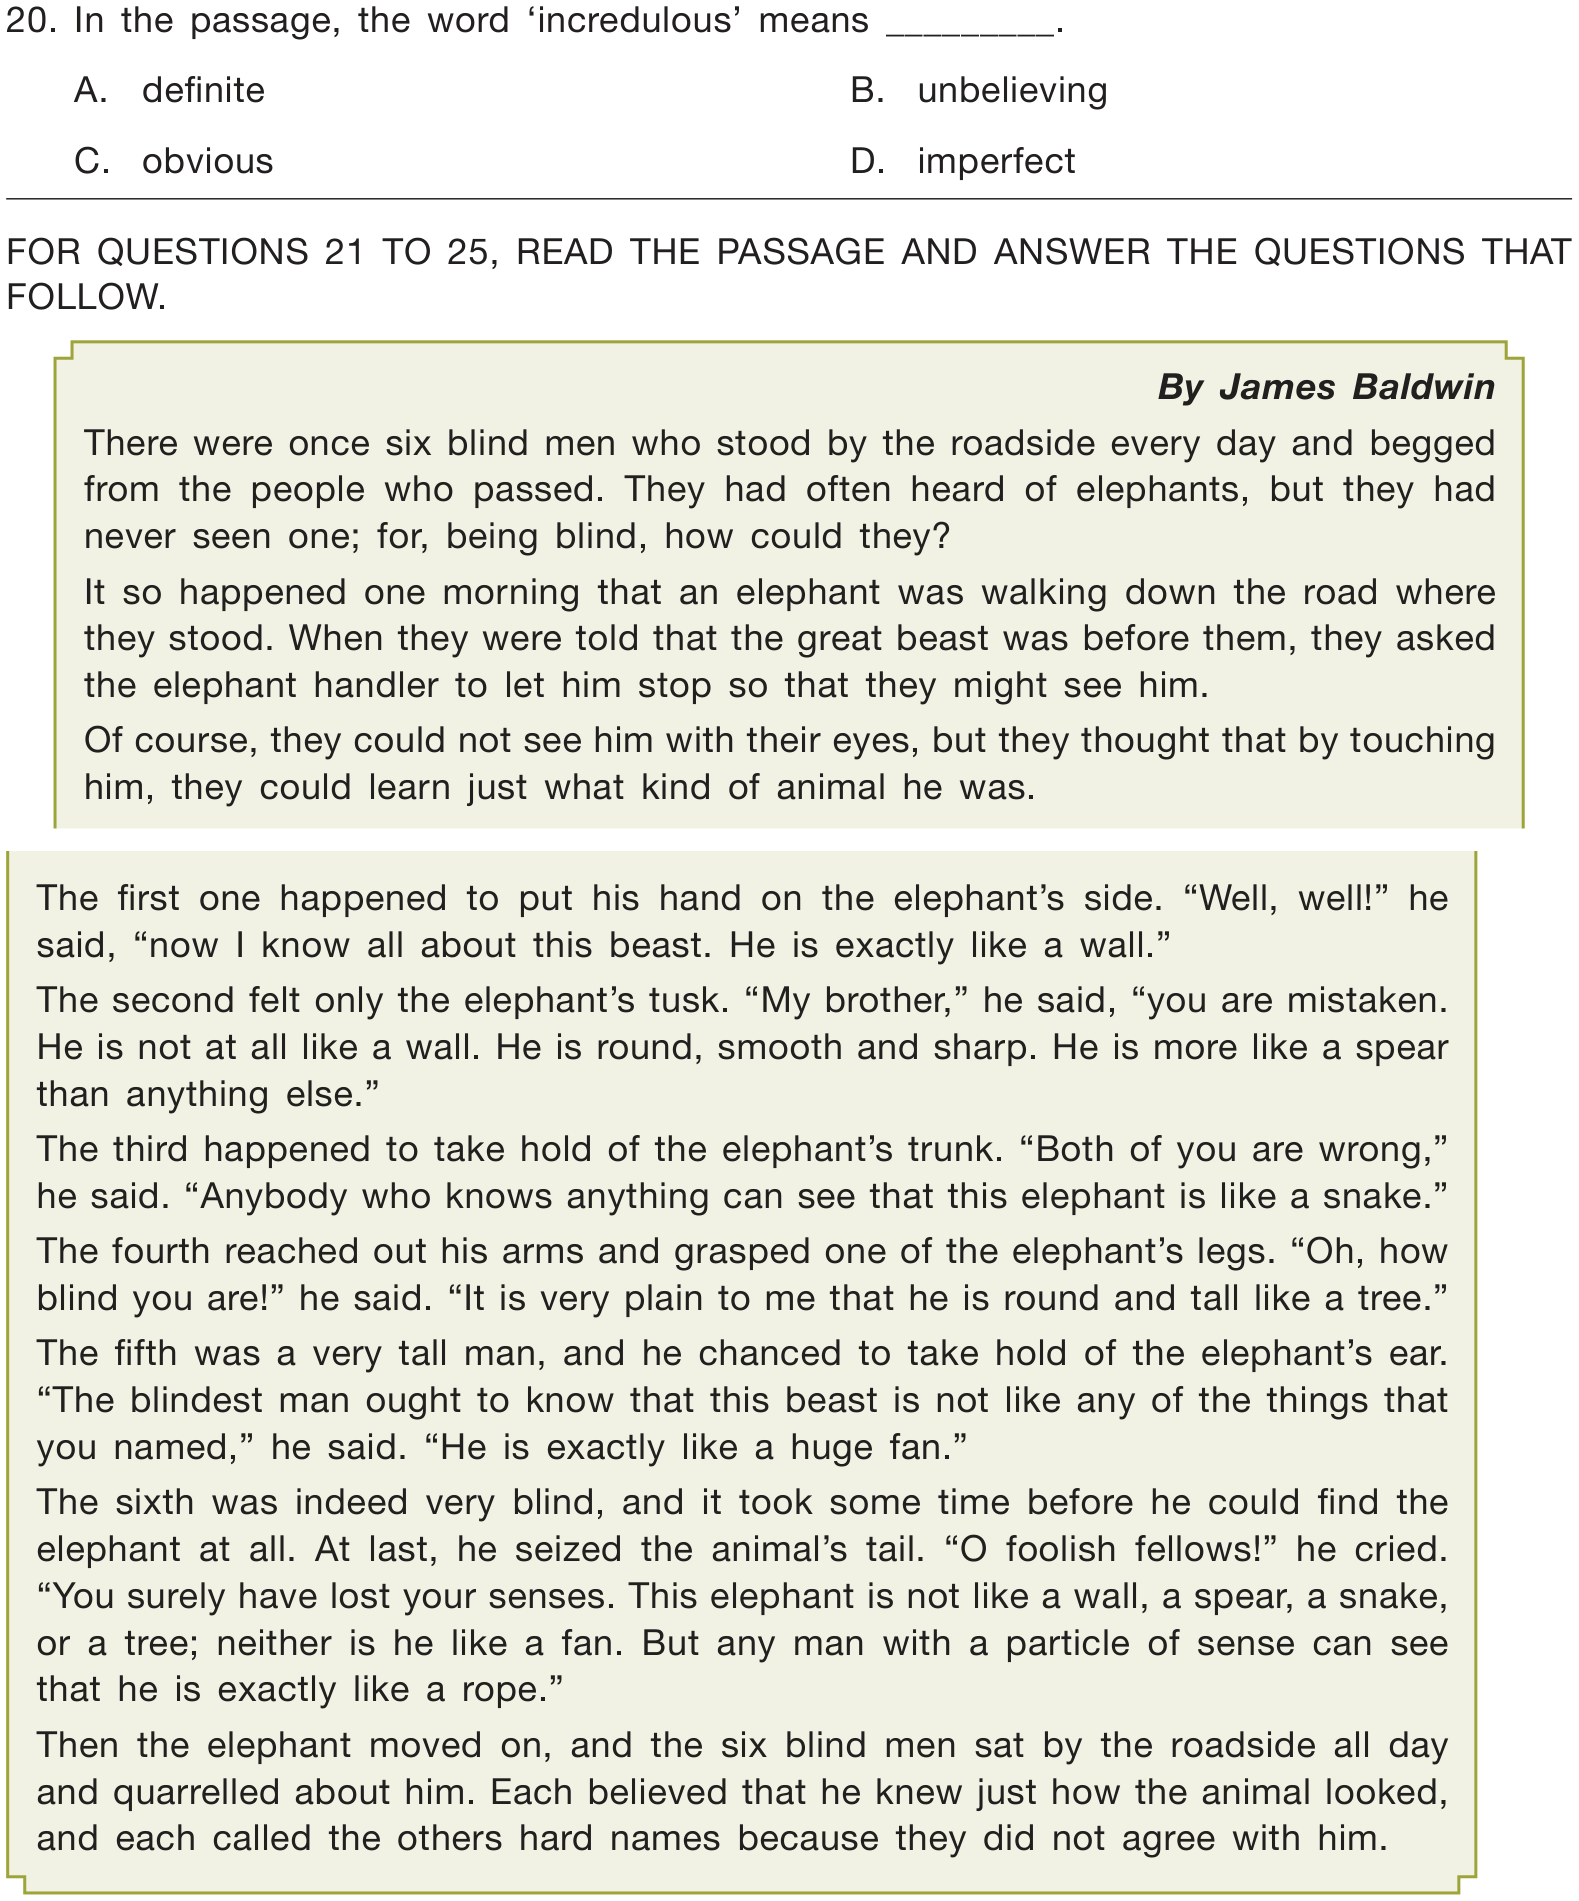 20. In the passage, the word ‘incredulous’ means _________.
A. definite
B. unbelieving
C. obvious
D. imperfect
FOR QUESTIONS 21 TO 25, READ THE PASSAGE AND ANSWER THE QUESTIONS THAT
FOLLOW.
By James Baldwin
There were once six blind men who stood by the roadside every day and begged
from the people who passed. They had often heard of elephants, but they had
never seen one; for, being blind, how could they?
It so happened one morning that an elephant was walking down the road where
they stood. When they were told that the great beast was before them, they asked
the elephant handler to let him stop so that they might see him.
Of course, they could not see him with their eyes, but they thought that by touching
him, they could learn just what kind of animal he was.
The first one happened to put his hand on the elephant’s side. “Well, well!” he
said, “now I know all about this beast. He is exactly like a wall.”
The second felt only the elephant’s tusk. “My brother,” he said, “you are mistaken.
He is not at all like a wall. He is round, smooth and sharp. He is more like a spear
than anything else.”
The third happened to take hold of the elephant’s trunk. “Both of you are wrong,”
he said. “Anybody who knows anything can see that this elephant is like a snake.”
The fourth reached out his arms and grasped one of the elephant’s legs. “Oh, how
blind you are!” he said. “It is very plain to me that he is round and tall like a tree.”
The fifth was a very tall man, and he chanced to take hold of the elephant’s ear.
“The blindest man ought to know that this beast is not like any of the things that
you named,” he said. “He is exactly like a huge fan.”
The sixth was indeed very blind, and it took some time before he could find the
elephant at all. At last, he seized the animal’s tail. “O foolish fellows!” he cried.
“You surely have lost your senses. This elephant is not like a wall, a spear, a snake,
or a tree; neither is he like a fan. But any man with a particle of sense can see
that he is exactly like a rope.”
Then the elephant moved on, and the six blind men sat by the roadside all day
and quarrelled about him. Each believed that he knew just how the animal looked,
and each called the others hard names because they did not agree with him.